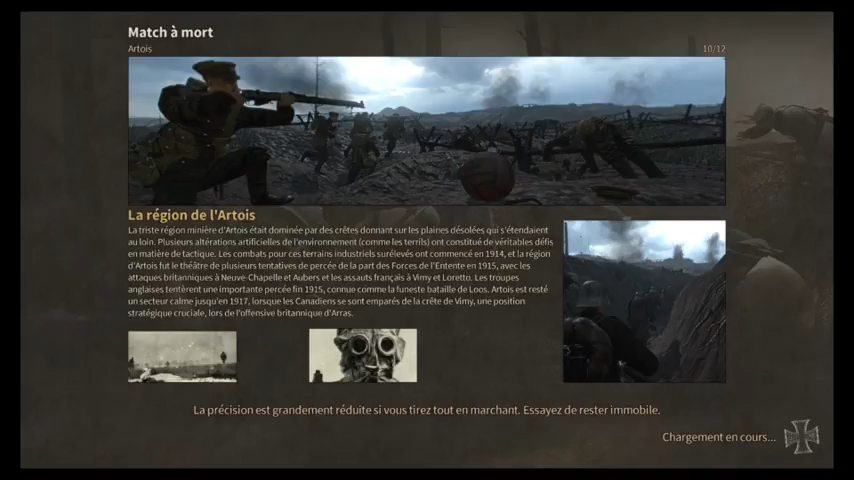 Match à mort
Artois
10/12
La région de l'Artois
La triste région minière d'Artois était dominée par des crêtes donnant sur les plaines désolées qui s'étendaient
au loin. Plusieurs altérations artificielles de l'environnement (comme les terrils) ont constitué de véritables défis
en matière de tactique. Les combats pour ces terrains industriels surélevés ont commencé en 1914, et la région
d'Artois fut le théâtre de plusieurs tentatives de percée de la part des Forces de l'Entente en 1915, avec les
attaques britanniques à Neuve-Chapelle et Aubers et les assauts français à Vimy et Loretto. Les troupes
anglaises tentèrent une importante percée fin 1915, connue comme la funeste bataille de Loos. Artois est resté
un secteur calme jusqu'en 1917, lorsque les Canadiens se sont emparés de la crête de Vimy, une position
stratégique cruciale, lors de l'offensive britannique d'Arras.
La précision est grandement réduite si vous tirez tout en marchant. Essayez de rester immobile.
Chargement en cours...